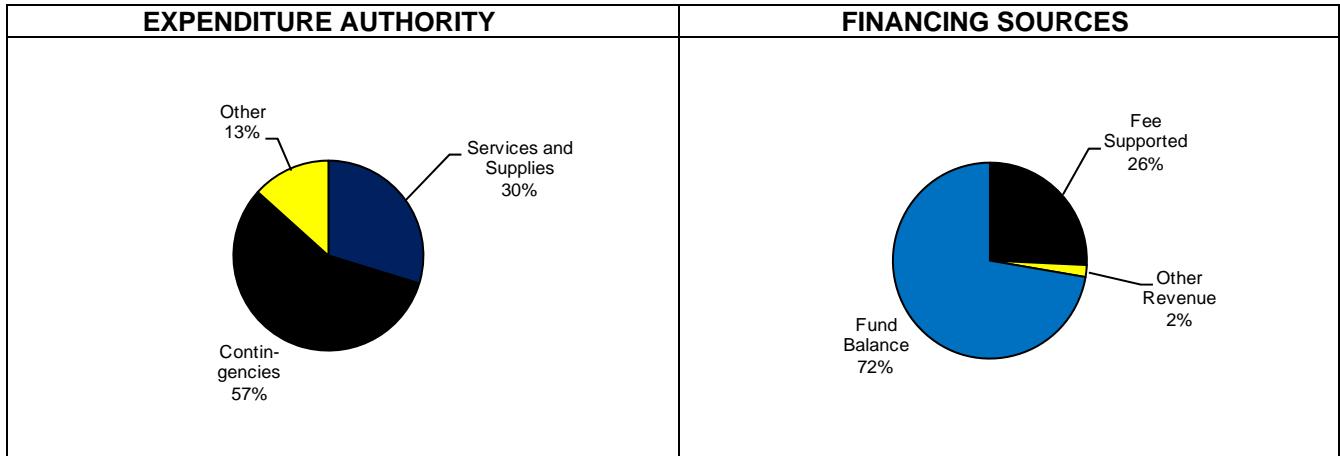 EXPENDITURE AUTHORITY
Other
13%
Services and
Supplies
30%
Contin-
gencies
57%
FINANCING SOURCES
Fee
Supported
26%
Other
Revenue
2%
Fund
Balance
72%